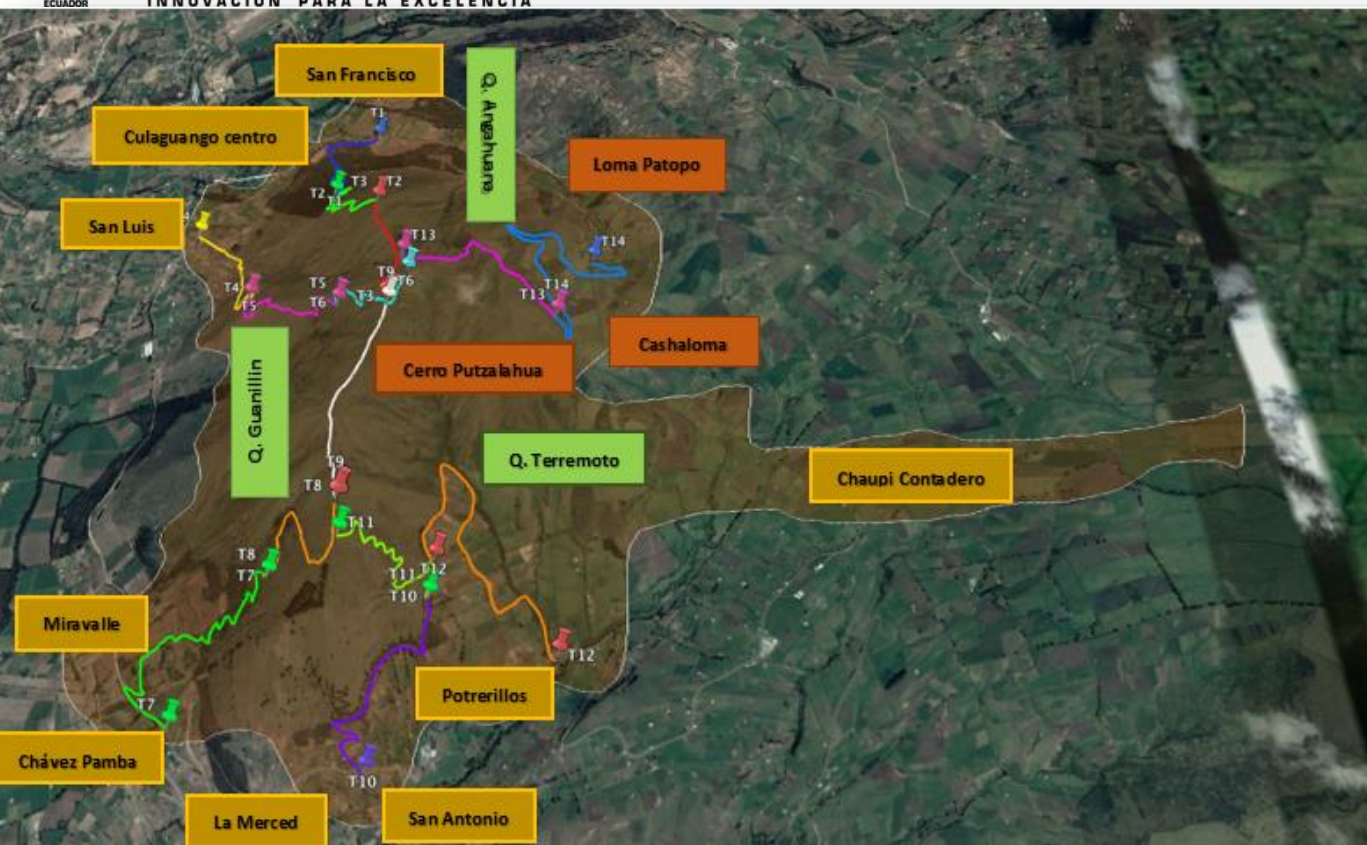 ECUADOR
INNOVACIÓN PARA LA EXCELENCIA
San Francisco
Q. Angahuana
Culaguango centro
T1
Loma Patopo
T3
T2
T2
T1
San Luis
4
T13
T14
T9
T6
T4
T5
T3
T5
T6
T14
T13
Cashaloma
Cerro Putzalahua
Q. Guanillin
Q. Terremoto
T9
T8
Chaupi Contadero
T11
T8
T7
T11
T12
T10
Miravalle
T12
Potrerillos
T7
Chávez Pamba
T10
La Merced
San Antonio